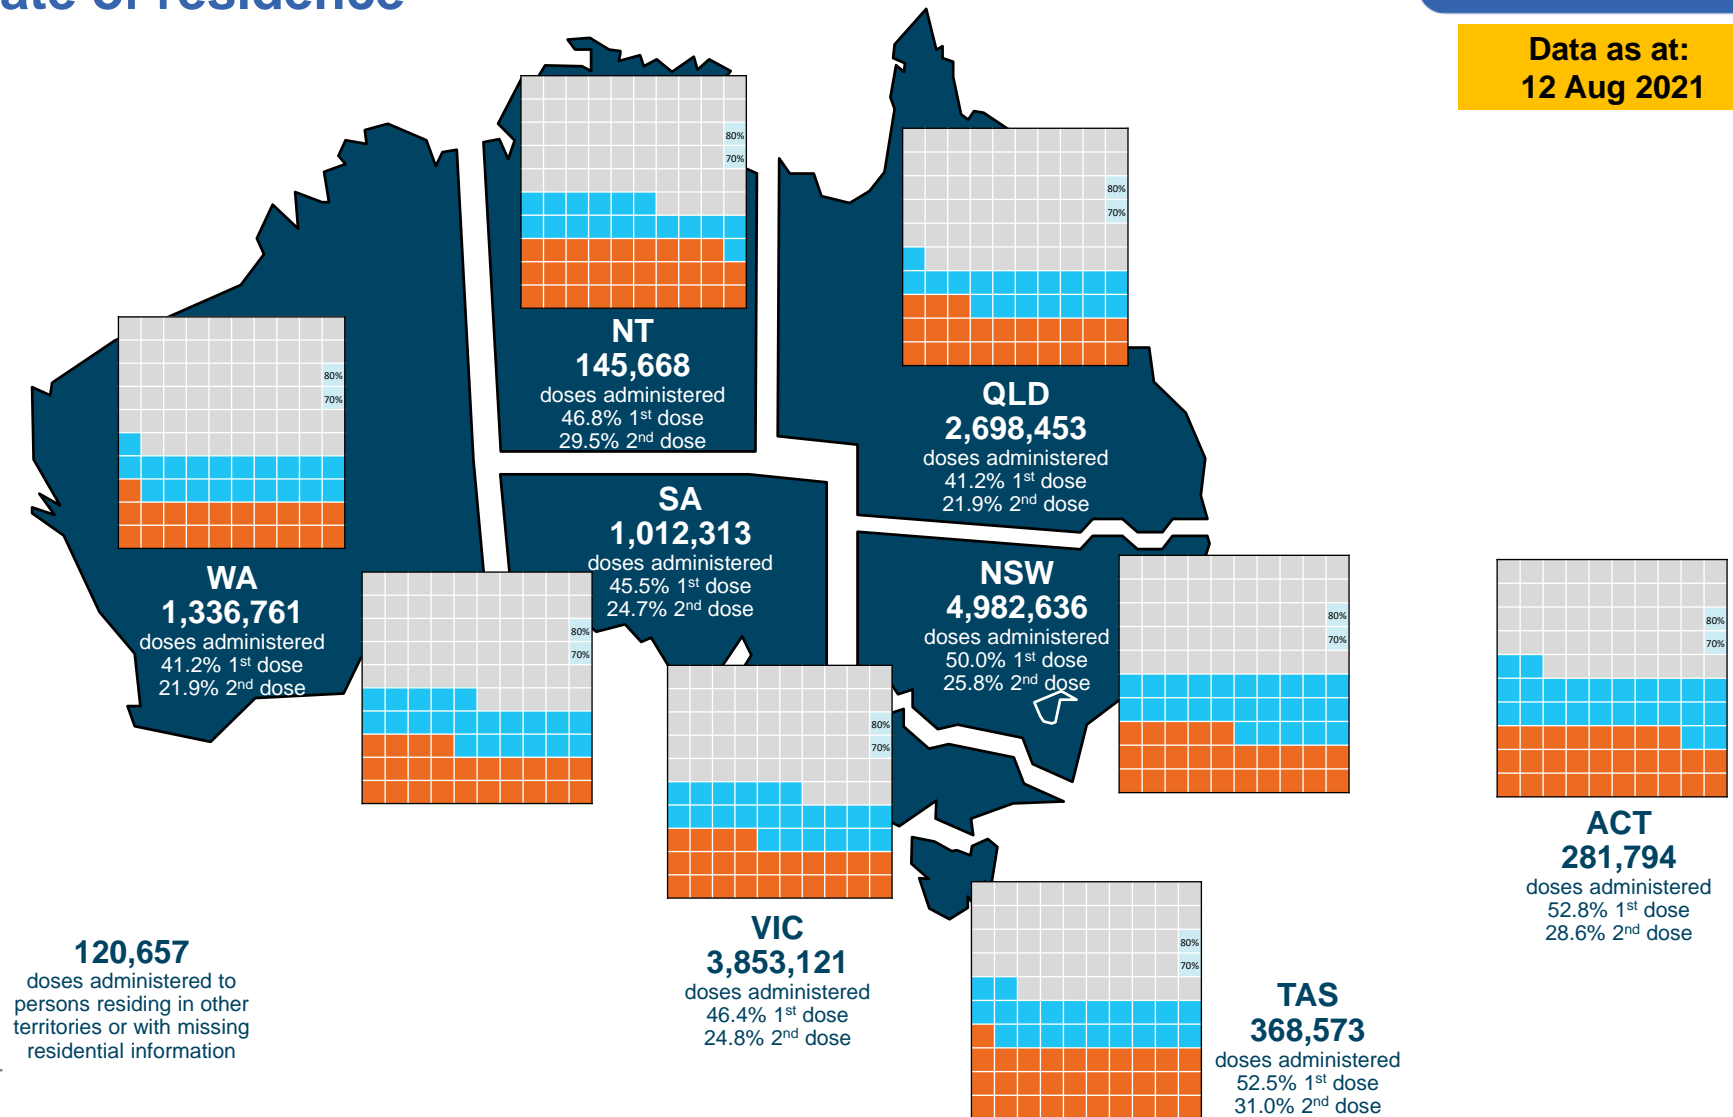 ate of residence
Data as at:
12 Aug 2021
80%
70%
NT
145,668
doses administered
46.8% 1st dose
29.5% 2nd dose
80%
70%
QLD
2,698,453
doses administered
41.2% 1st dose
21.9% 2nd dose
80%
70%
WA
1,336,761
doses administered
41.2% 1st dose
21.9% 2nd dose
SA
1,012,313
doses administered
45.5% 1st dose
24.7% 2nd dose
80%
70%
NSW
4,982,636
doses administered
50.0% 1st dose
25.8% 2nd dose
80%
70%
80%
70%
ACT
281,794
doses administered
52.8% 1st dose
28.6% 2nd dose
80%
70%
VIC
3,853,121
doses administered
46.4% 1st dose
24.8% 2nd dose
80%
70%
TAS
368,573
doses administered
52.5% 1st dose
31.0% 2nd dose
120,657
doses administered to
persons residing in other
territories or with missing
residential information